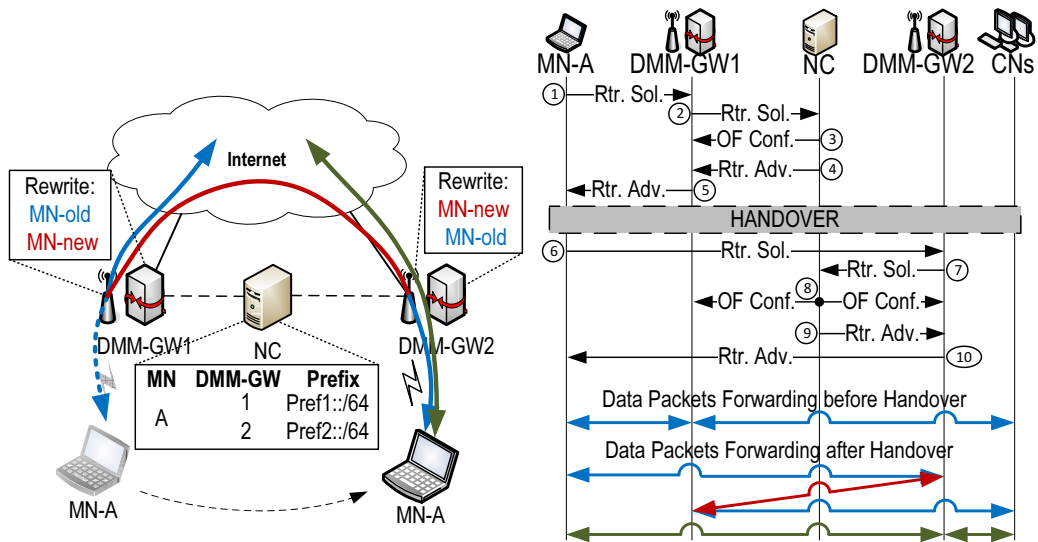 Internet
Rewrite:
MN-old
MN-new
Rewrite:
MN-new
MN-old
DMM-GW1
NC
DMM-GW2
MN DMM-GW Prefix
A
1 Pref1::/64
2 Pref2::/64
MN-A
MN-A
MN-A DMM-GW1 NC DMM-GW2 CNs
1 Rtr. Sol.
2 Rtr. Sol.
OF Conf. 3
Rtr. Adv. 4
Rtr. Adv. 5
HANDOVER
6 Rtr. Sol.
Rtr. Sol. 7
8
OF Conf. OF Conf.
9 Rtr. Adv.
Rtr. Adv. 10
Data Packets Forwarding before Handover
Data Packets Forwarding after Handover